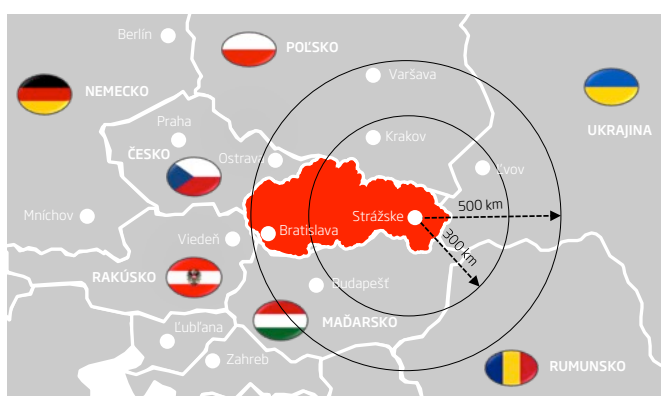 Berlín
POĽSKO
Varšava
NEMECKO
UKRAJINA
Praha
Krakov
ČESKO
Ostrava
Ľvov
Mníchov
Strážske
500 km
Bratislava
Viedeň
300 km
RAKÚSKO
Budapešť
MAĎARSKO
Ľubľana
Zahreb
RUMUNSKO